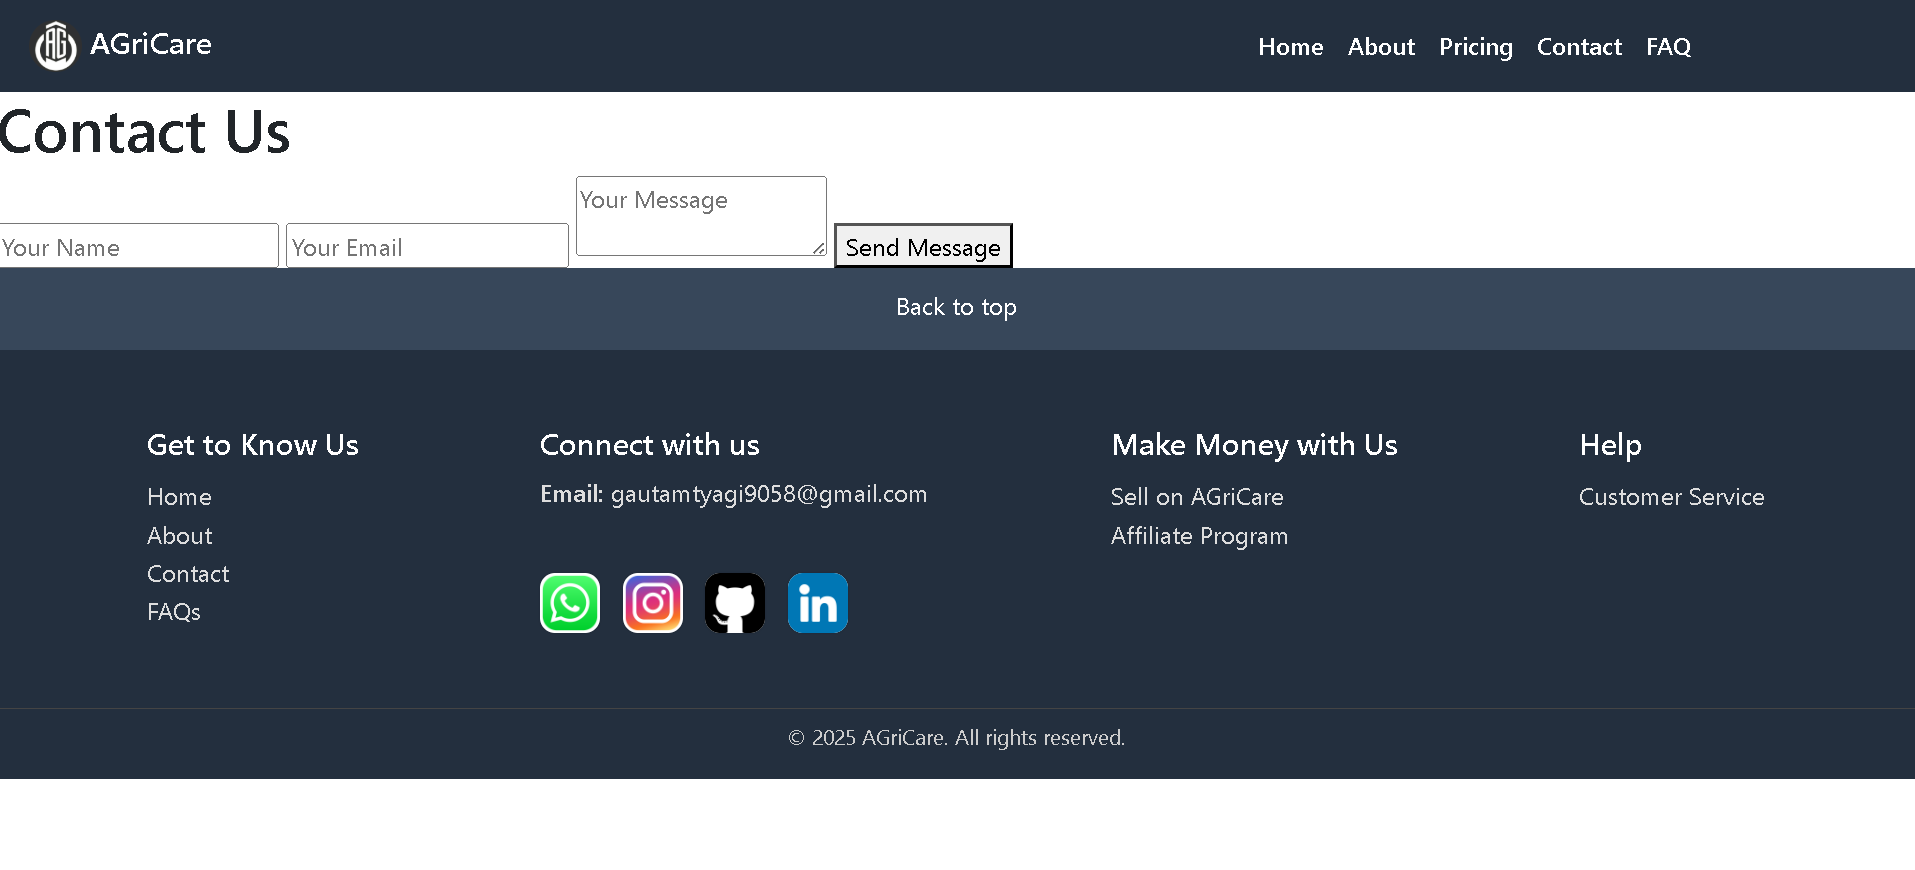 AG AGriCare
Home About Pricing Contact FAQ
Contact Us
Your Name Your Email Your Message Send Message
Back to top
Get to Know Us
Home
About
Contact
FAQs
Connect with us
Email: gautamtyagi9058@gmail.com
in
Make Money with Us
Sell on AGriCare
Affiliate Program
Help
Customer Service
© 2025 AGriCare. All rights reserved.